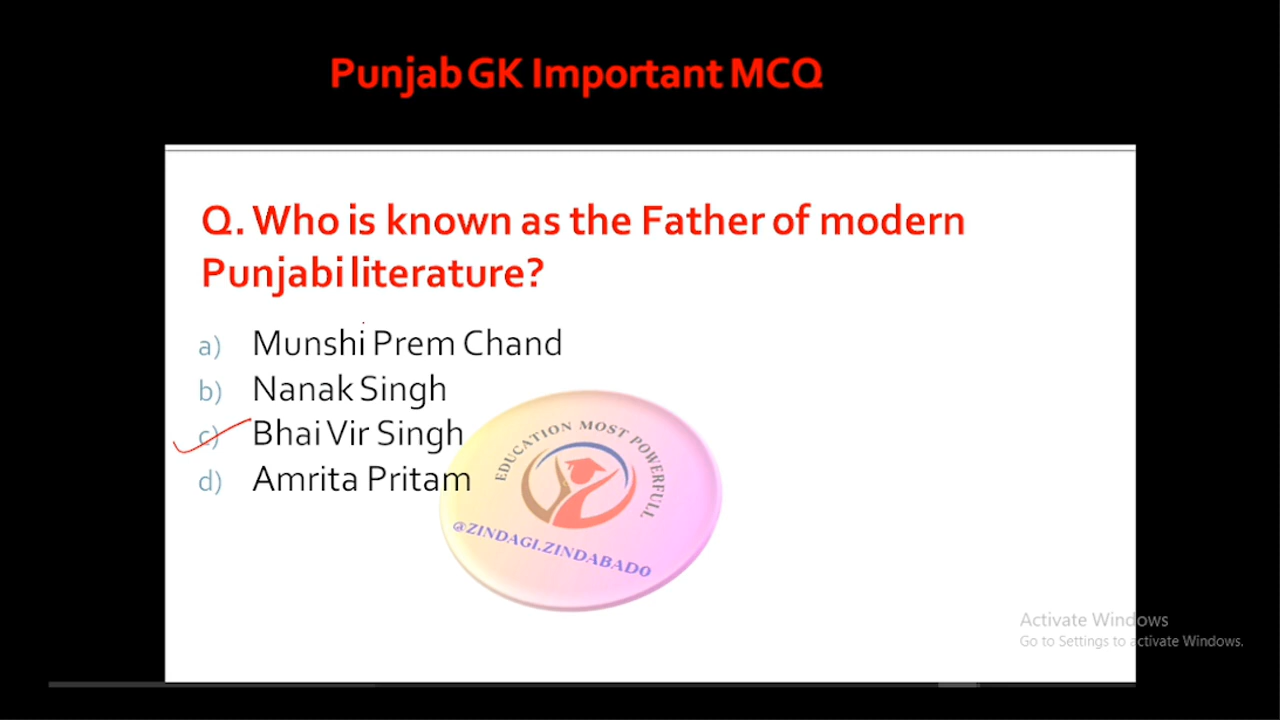 Punjab GK Important MCQ
Q. Who is known as the Father of modern
Punjabi literature?
a) Munshi Prem Chand
b) Nanak Singh
c) Bhai Vir Singh
d) Amrita Pritam
EDUCATION MOST POWERFULL
@ZINDAGI.ZINDABAD0
Activate Windows
Go to Settings to activate Windows.